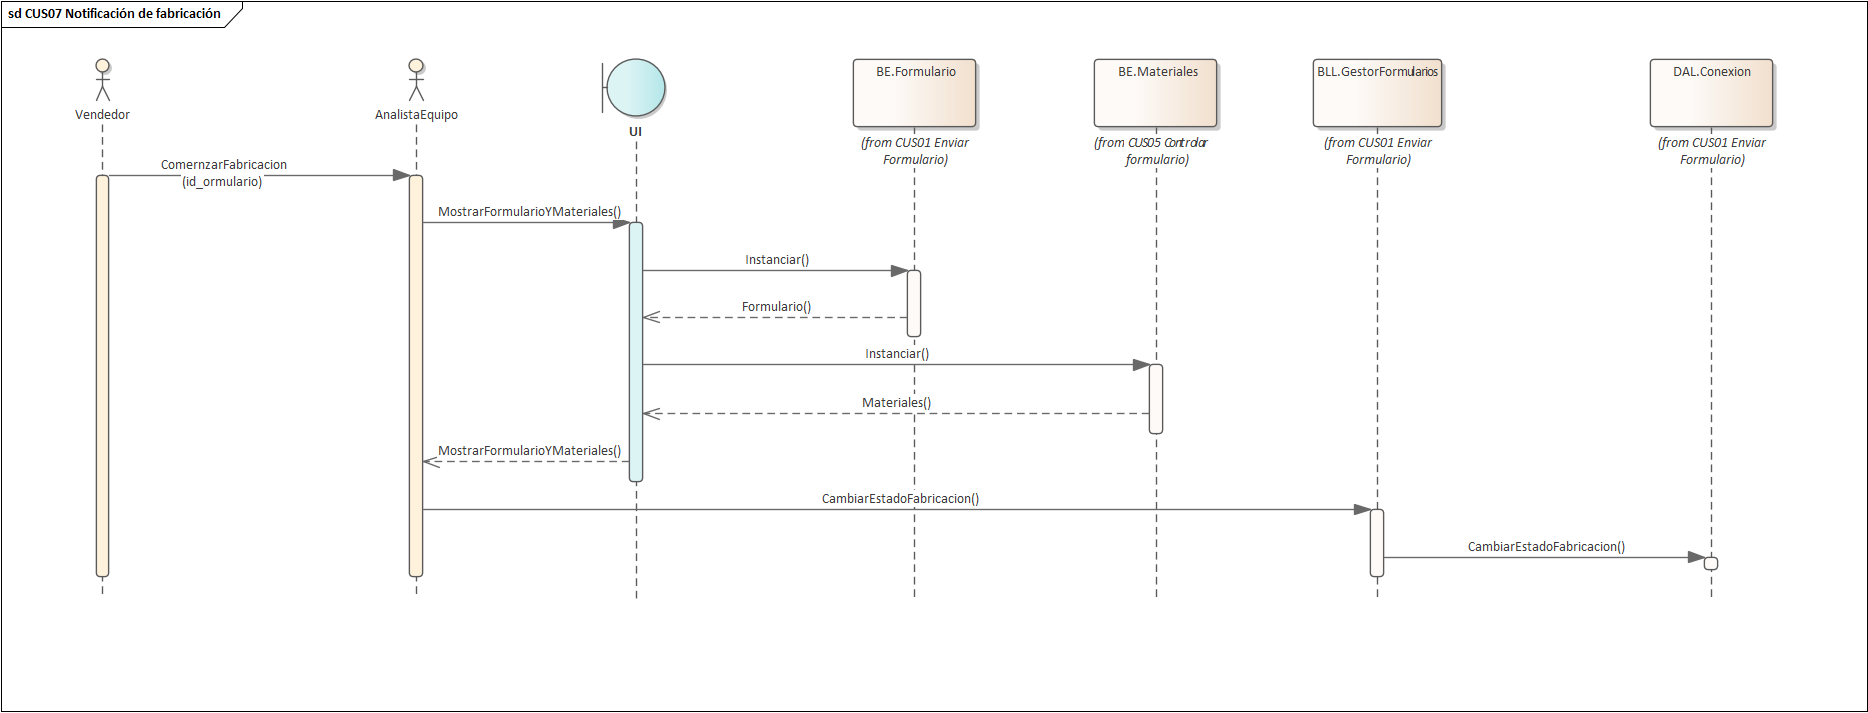 sd CUS07 Notificación de fabricación
Vendedor
AnalistaEquipo
UI
BE.Formulario
(from CUS01 Enviar
Formulario)
BE.Materiales
(from CUS05 Controlar
formulario)
BLL.GestorFormularios
(from CUS01 Enviar
Formulario)
DAL.Conexion
(from CUS01 Enviar
Formulario)
ComernzarFabricacion
(id_ormulario)
MostrarFormularioYMateriales()
Instanciar()
Formulario()
Instanciar()
Materiales()
MostrarFormularioYMateriales()
CambiarEstadoFabricacion()
CambiarEstadoFabricacion()